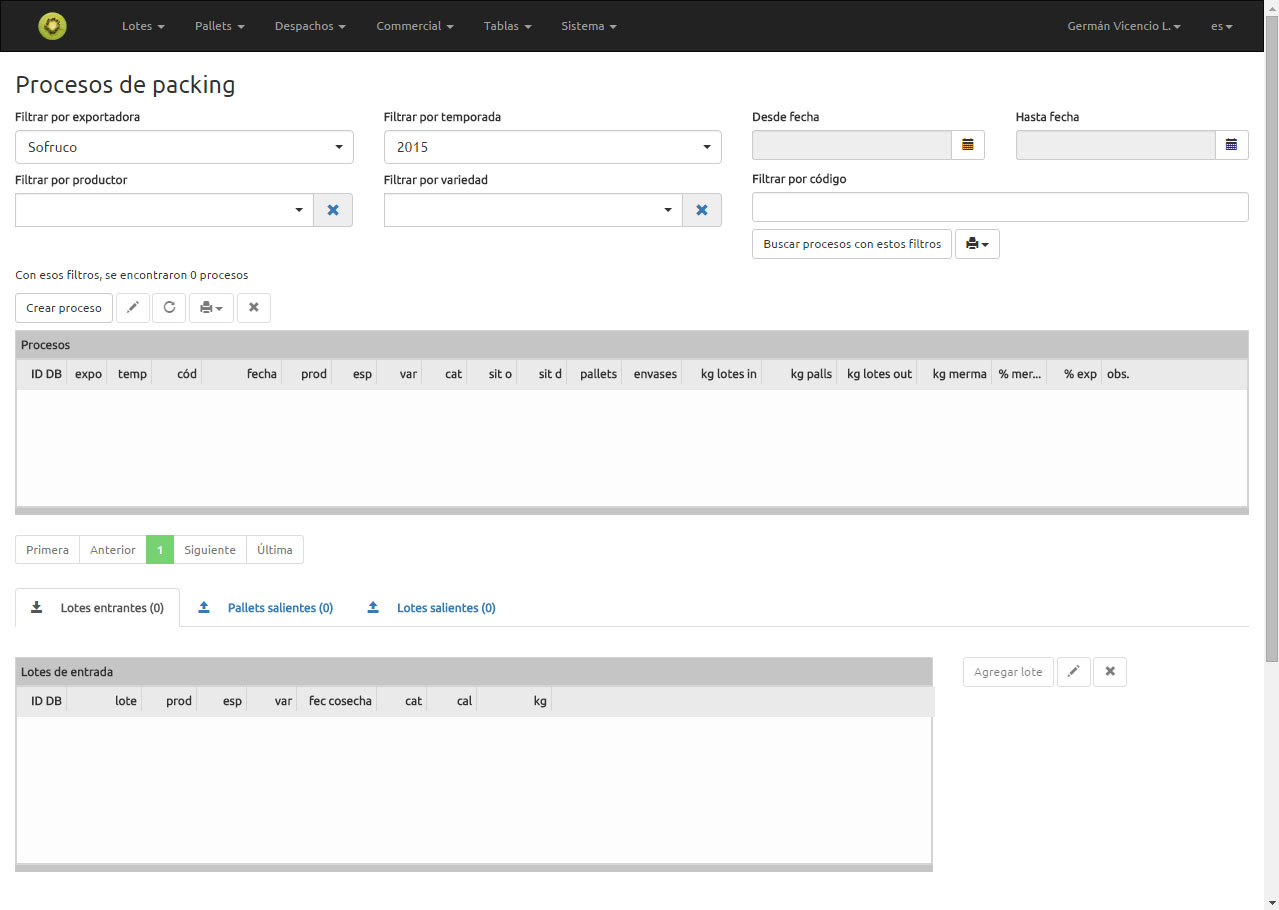 Lotes Pallets Despachos Commercial Tablas Sistema Germán Vicencio L. es
Procesos de packing
Filtrar por exportadora Filtrar por temporada Desde fecha Hasta fecha
Sofruco 2015
Filtrar por productor Filtrar por variedad Filtrar por código
Buscar procesos con estos filtros
Con esos filtros, se encontraron 0 procesos
Crear proceso
Procesos
ID DB expo temp cód fecha prod esp var cat sit o sit d pallets envases kg lotes in kg palls kg lotes out kg merma % mer... % exp obs.
Primera Anterior 1 Siguiente Última
Lotes entrantes (0) Pallets salientes (0) Lotes salientes (0)
Lotes de entrada Agregar lote
ID DB lote prod esp var fec cosecha cat cal kg